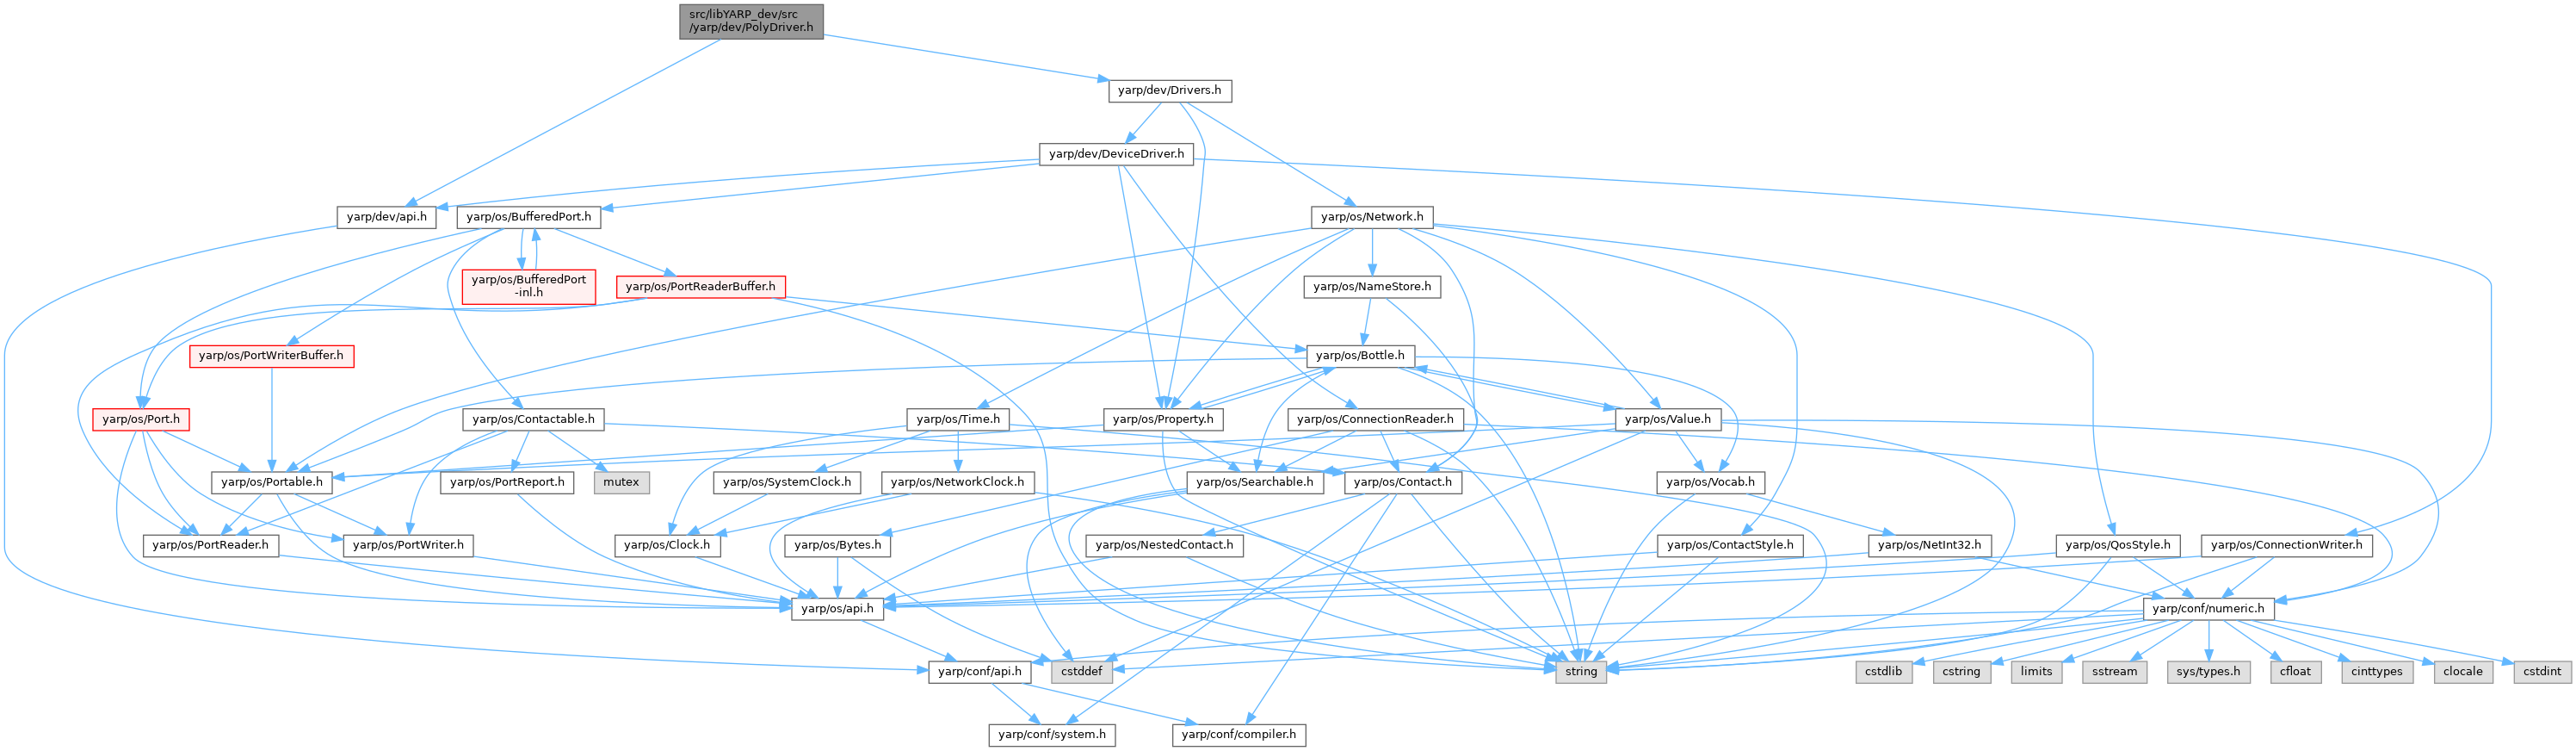 src/libYARP_dev/src
/yarp/dev/PolyDriver.h
yarp/dev/Drivers.h
yarp/dev/DeviceDriver.h
yarp/dev/api.h
yarp/os/BufferedPort.h
yarp/os/Network.h
yarp/os/BufferedPort
-inl.h
yarp/os/PortReaderBuffer.h
yarp/os/NameStore.h
yarp/os/PortWriterBuffer.h
yarp/os/Bottle.h
yarp/os/Port.h
yarp/os/Contactable.h
yarp/os/Time.h
yarp/os/Property.h
yarp/os/ConnectionReader.h
yarp/os/Value.h
yarp/os/Portable.h
yarp/os/PortReport.h
mutex
yarp/os/SystemClock.h
yarp/os/NetworkClock.h
yarp/os/Searchable.h
yarp/os/Contact.h
yarp/os/Vocab.h
yarp/os/PortReader.h
yarp/os/PortWriter.h
yarp/os/Clock.h
yarp/os/Bytes.h
yarp/os/NestedContact.h
yarp/os/ContactStyle.h
yarp/os/NetInt32.h
yarp/os/QosStyle.h
yarp/os/ConnectionWriter.h
yarp/os/api.h
yarp/conf/numeric.h
yarp/conf/api.h
cstddef
string
cstdlib
cstring
limits
sstream
sys/types.h
cfloat
cinttypes
clocale
cstdint
yarp/conf/system.h
yarp/conf/compiler.h